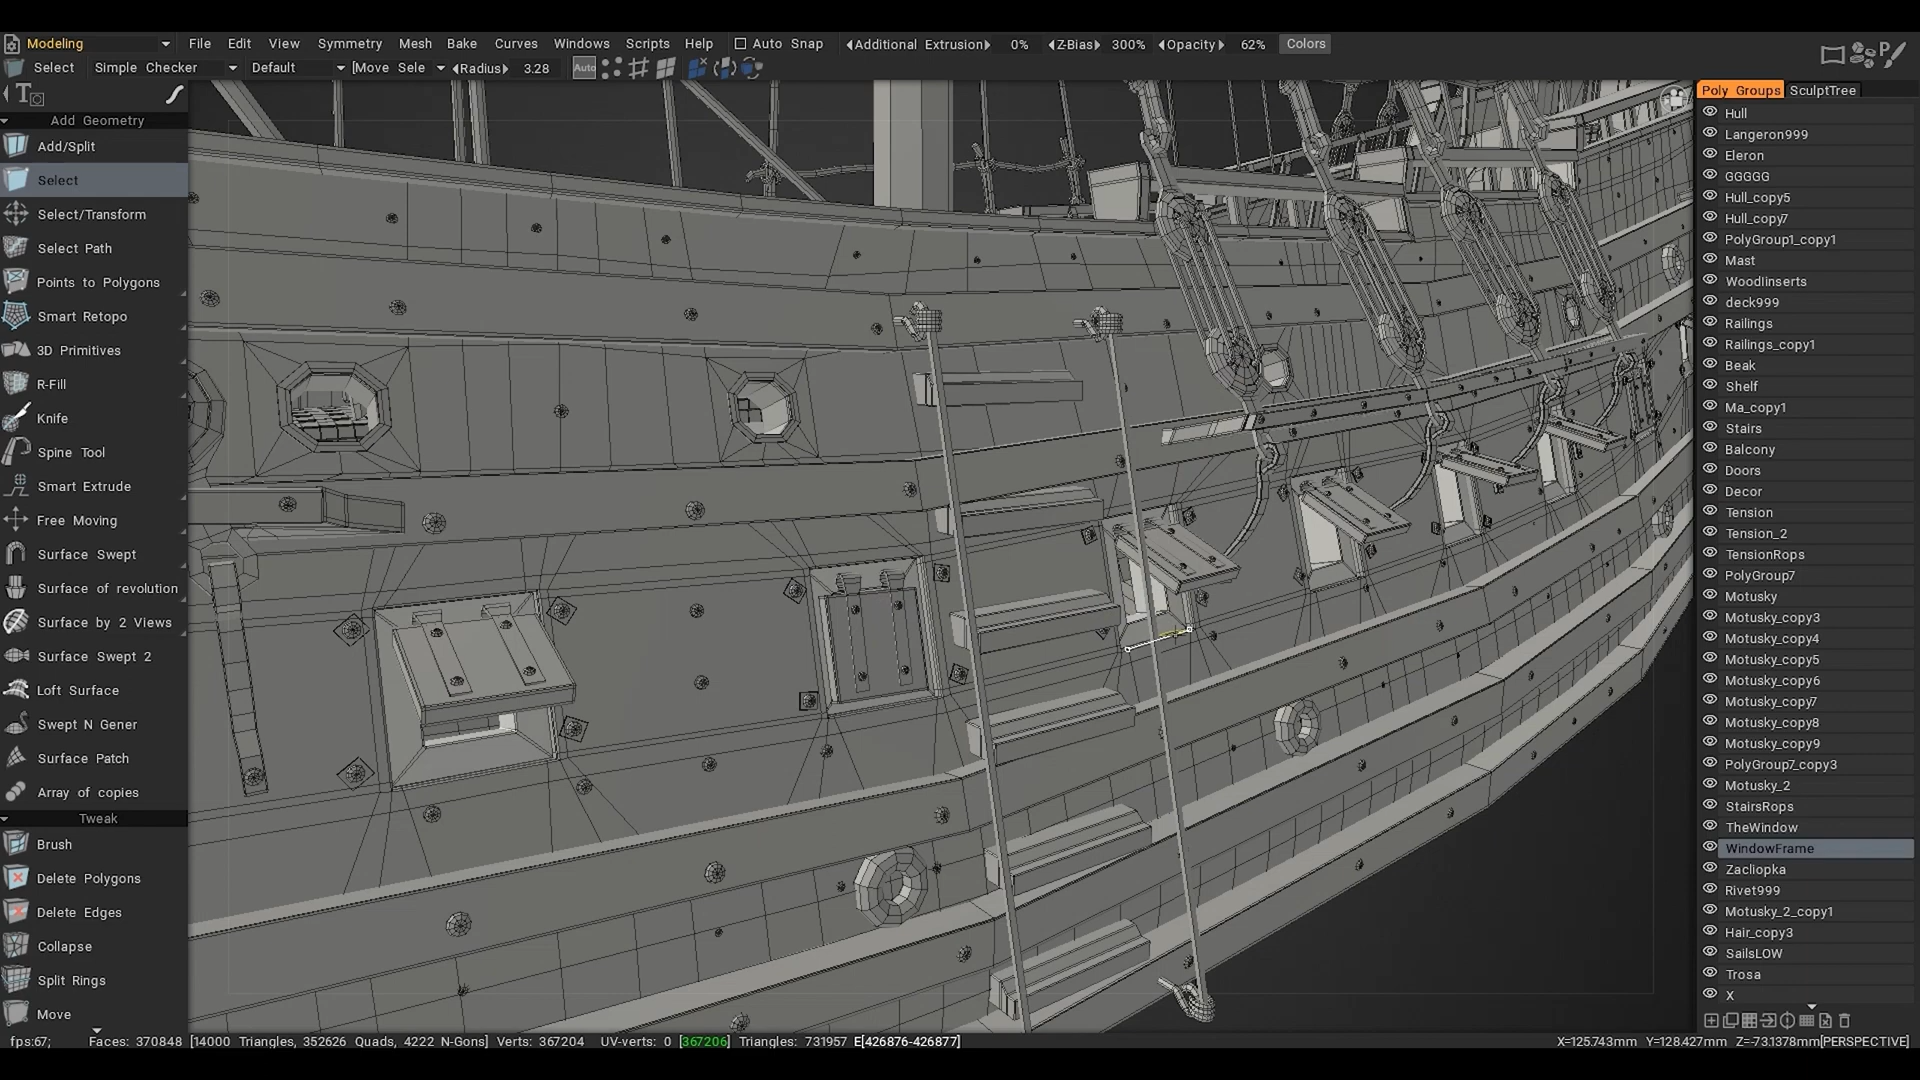 Modeling File Edit View Symmetry Mesh Bake Curves Windows Scripts Help Auto Snap Additional Extrusion 0% Z-Bias 300% Opacity 62% Colors
Select Simple Checker Default [Move Sele Radius 3.28 Auto
T
Add Geometry
Add/Split
Select
Select/Transform
Select Path
Points to Polygons
Smart Retopo
3D Primitives
R-Fill
Knife
Spine Tool
Smart Extrude
Free Moving
Surface Swept
Surface of revolution
Surface by 2 Views
Surface Swept 2
Loft Surface
Swept N Gener
Surface Patch
Array of copies
Tweak
Brush
Delete Polygons
Delete Edges
Collapse
Split Rings
Move
Poly Groups SculptTree
Hull
Langeron999
Eleron
GGGGG
Hull_copy5
Hull_copy7
PolyGroup1_copy1
Mast
WoodIinserts
deck999
Railings
Railings_copy1
Beak
Shelf
Ma_copy1
Stairs
Balcony
Doors
Decor
Tension
Tension_2
TensionRops
PolyGroup7
Motusky
Motusky_copy3
Motusky_copy4
Motusky_copy5
Motusky_copy6
Motusky_copy7
Motusky_copy8
Motusky_copy9
PolyGroup7_copy3
Motusky_2
StairsRops
TheWindow
WindowFrame
Zacliopka
Rivet999
Motusky_2_copy1
Hair_copy3
SailsLOW
Trosa
X
fps:67; Faces: 370848 [14000 Triangles, 352626 Quads, 4222 N-Gons] Verts: 367204 UV-verts: 0 [367206] Triangles: 731957 E[426876-426877] X=125.743mm Y=128.427mm Z=-73.1378mm[PERSPECTIVE]